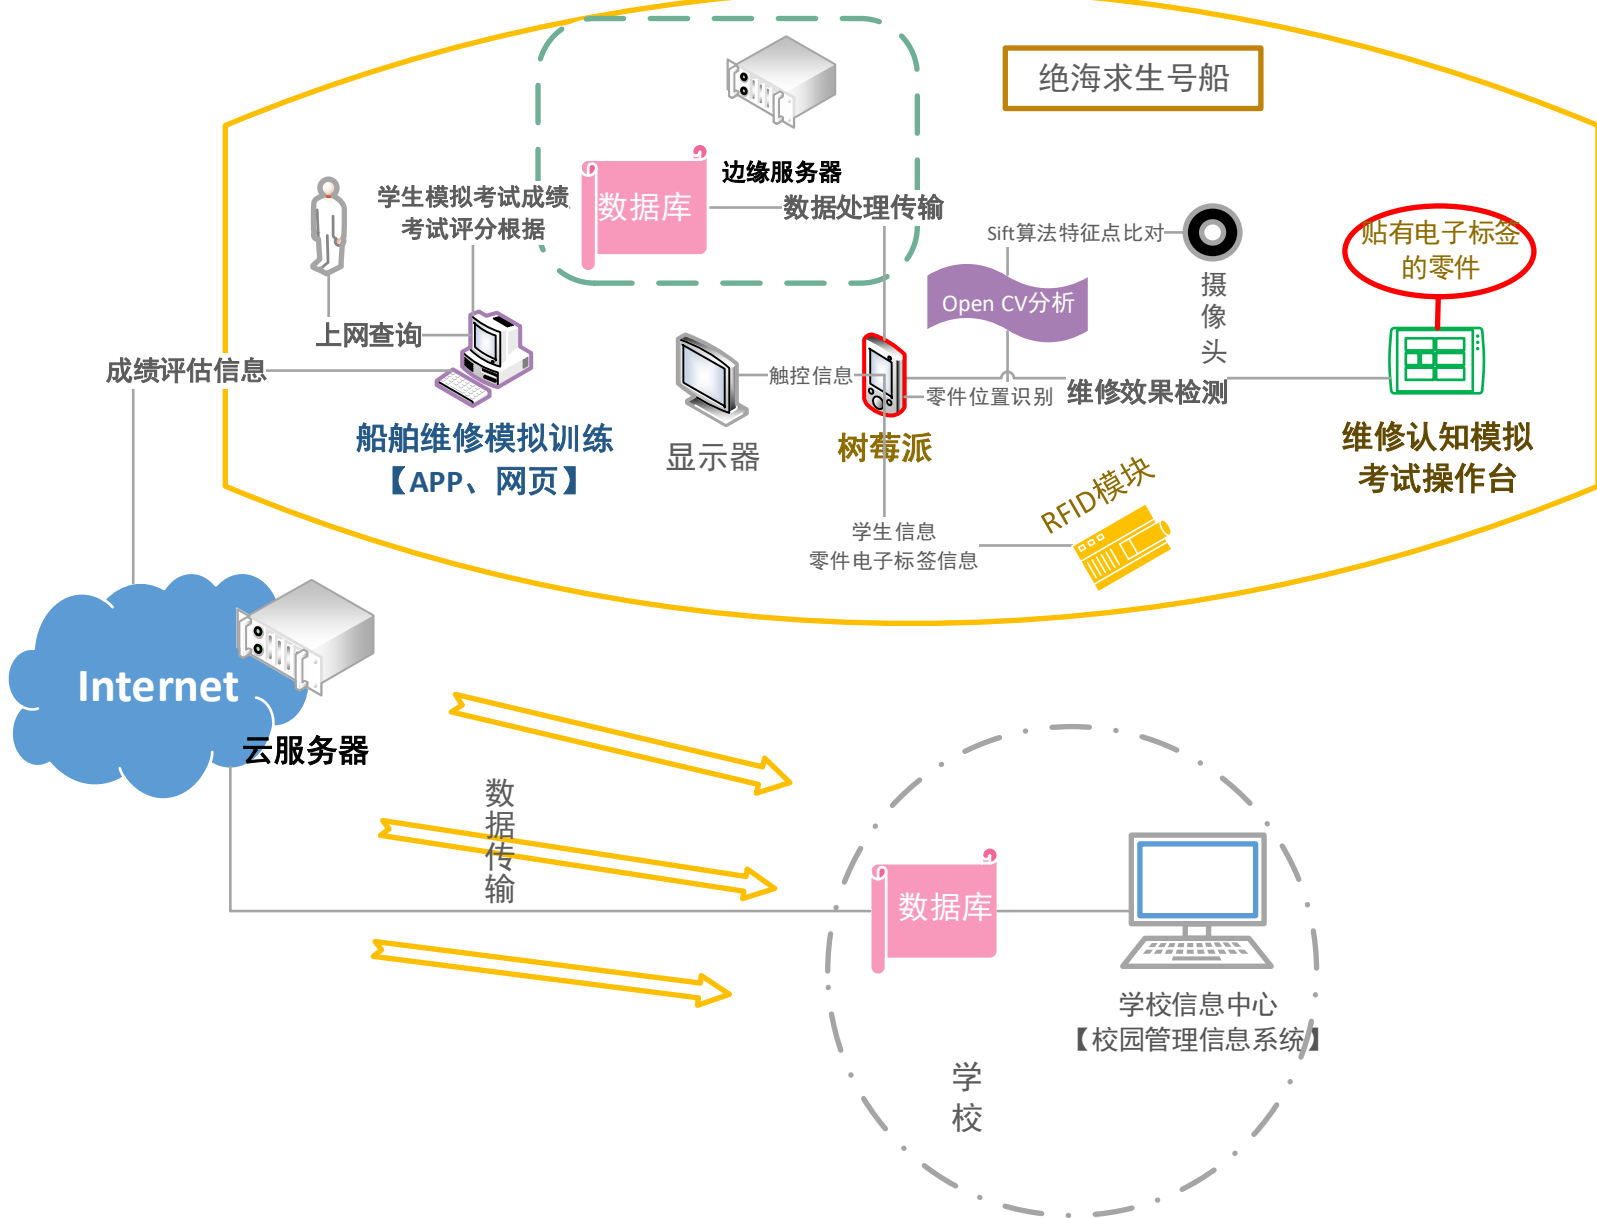 绝海求生号船
边缘服务器
数据库
数据处理传输
学生模拟考试成绩
考试评分根据
Sift算法特征点比对
摄像头
贴有电子标签
的零件
Open CV分析
上网查询
成绩评估信息
触控信息
零件位置识别
维修效果检测
船舶维修模拟训练
【APP、网页】
显示器
树莓派
维修认知模拟
考试操作台
RFID模块
学生信息
零件电子标签信息
Internet
云服务器
数据传输
数据库
学校信息中心
【校园管理信息系统】
学校